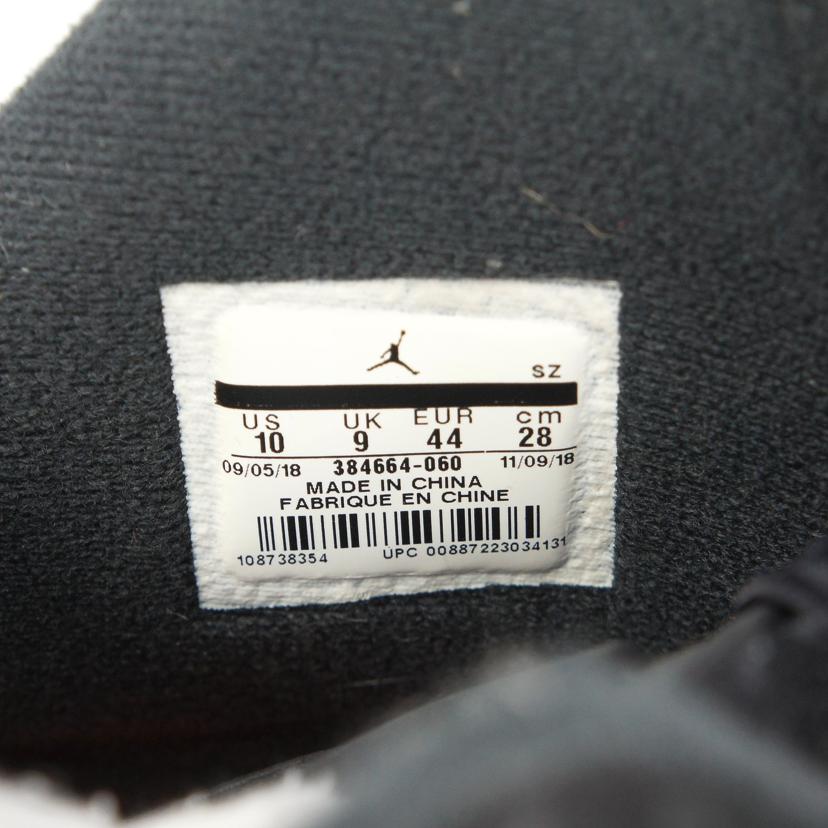 SZ
US UK EUR cm
10 9 44 28
09/05/18 384664-060 11/09/18
MADE IN CHINA
FABRIQUE EN CHINE
108738354 UPC 00887223034131